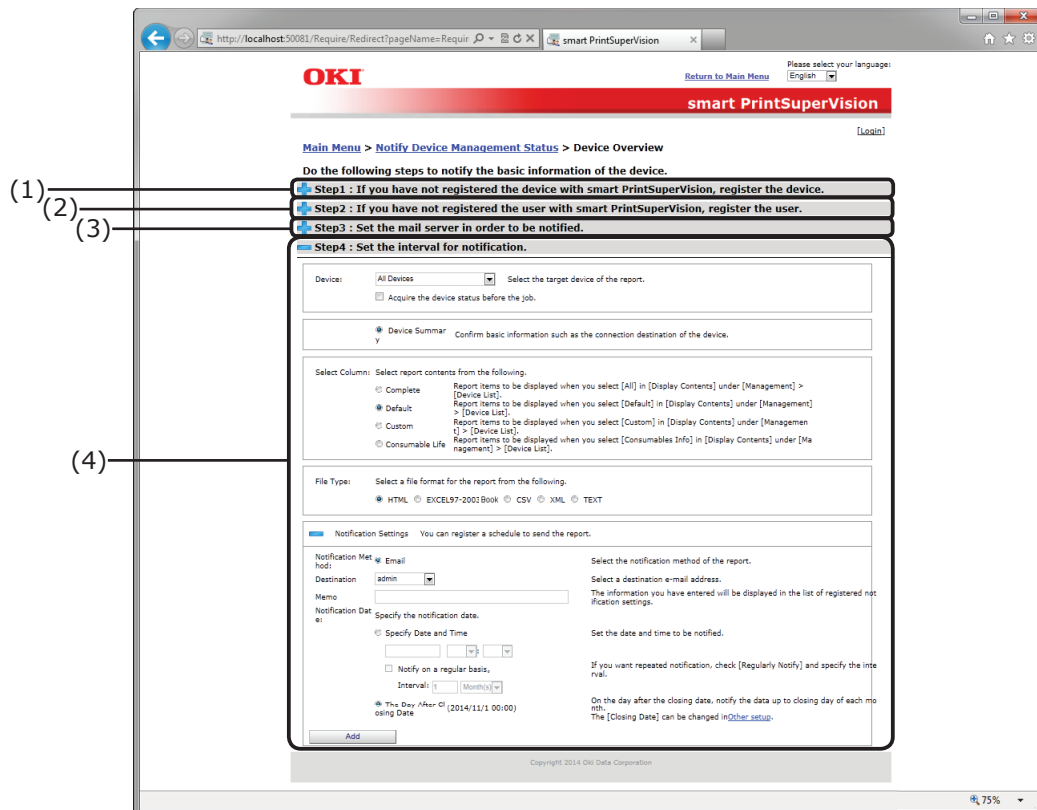 http://localhost:50081/Require/Redirect?pageName=Requir
smart PrintSuperVision
OKI
Please select your language:
Return to Main Menu
English
smart PrintSuperVision
[Login]
Main Menu > Notify Device Management Status > Device Overview
Do the following steps to notify the basic information of the device.
(1)
Step1 : If you have not registered the device with smart PrintSuperVision, register the device.
(2)
Step2 : If you have not registered the user with smart PrintSuperVision, register the user.
(3)
Step3 : Set the mail server in order to be notified.
Step4 : Set the interval for notification.
Device: All Devices Select the target device of the report.
Acquire the device status before the job.
Device Summar
y
Confirm basic information such as the connection destination of the device.
Select Column: Select report contents from the following.
Complete
Report items to be displayed when you select [All] in [Display Contents] under [Management] >
[Device List].
Default
Report items to be displayed when you select [Default] in [Display Contents] under [Management]
> [Device List].
Custom
Report items to be displayed when you select [Custom] in [Display Contents] under [Managemen
t] > [Device List].
Consumable Life
Report items to be displayed when you select [Consumables Info] in [Display Contents] under [Ma
nagement] > [Device List].
(4)
File Type: Select a file format for the report from the following.
HTML EXCEL97-2003 Book CSV XML TEXT
Notification Settings You can register a schedule to send the report.
Notification Met
hod:
Email Select the notification method of the report.
Destination admin Select a destination e-mail address.
Memo
The information you have entered will be displayed in the list of registered not
ification settings.
Notification Dat
e:
Specify the notification date.
Specify Date and Time Set the date and time to be notified.
:
Notify on a regular basis,
If you want repeated notification, check [Regularly Notify] and specify the inte
rval.
Interval: 1 Month(s)
The Day After Cl
osing Date
(2014/11/1 00:00)
On the day after the closing date, notify the data up to closing day of each mo
nth.
The [Closing Date] can be changed inOther setup.
Add
Copyright 2014 Oki Data Corporation
75%